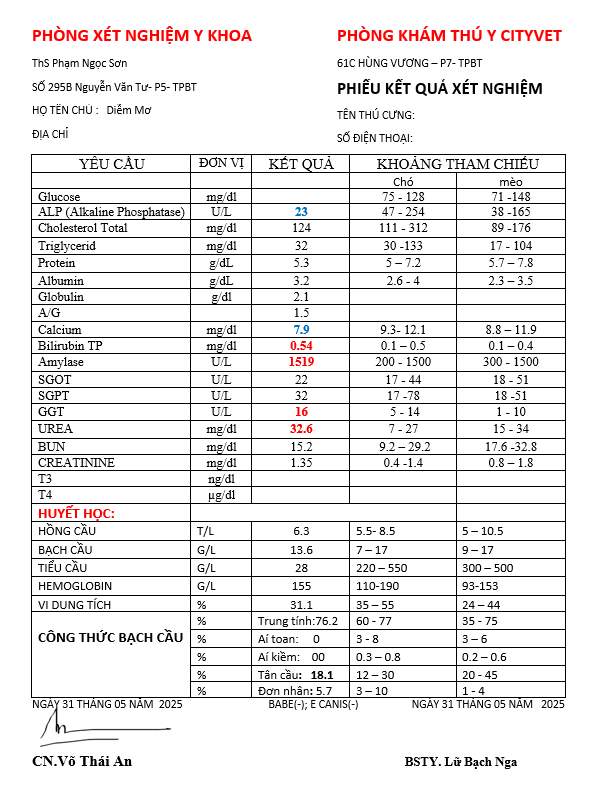 PHÒNG XÉT NGHIỆM Y KHOA
PHÒNG KHÁM THÚ Y CITYVET
ThS Phạm Ngọc Sơn
61C HÙNG VƯƠNG – P7- TPBT
SỐ 295B Nguyễn Văn Tư- P5- TPBT
PHIẾU KẾT QUẢ XÉT NGHIỆM
HỌ TÊN CHỦ : Diễm Mơ
TÊN THÚ CƯNG:
ĐỊA CHỈ
SỐ ĐIỆN THOẠI:
YÊU CẦU ĐƠN VỊ KẾT QUẢ KHOẢNG THAM CHIẾU
Chó mèo
Glucose mg/dl 75 - 128 71 -148
ALP (Alkaline Phosphatase) U/L 23 47 - 254 38 -165
Cholesterol Total mg/dl 124 111 - 312 89 -176
Triglycerid mg/dl 32 30 -133 17 - 104
Protein g/dL 5.3 5 – 7.2 5.7 – 7.8
Albumin g/dL 3.2 2.6 - 4 2.3 – 3.5
Globulin g/dl 2.1
A/G 1.5
Calcium mg/dl 7.9 9.3- 12.1 8.8 – 11.9
Bilirubin TP mg/dl 0.54 0.1 – 0.5 0.1 – 0.4
Amylase U/L 1519 200 - 1500 300 - 1500
SGOT U/L 22 17 - 44 18 - 51
SGPT U/L 32 17 -78 18 -51
GGT U/L 16 5 - 14 1 - 10
UREA mg/dl 32.6 7 - 27 15 - 34
BUN mg/dl 15.2 9.2 – 29.2 17.6 -32.8
CREATININE mg/dl 1.35 0.4 -1.4 0.8 – 1.8
T3 ng/dl
T4 µg/dl
HUYẾT HỌC:
HỒNG CẦU T/L 6.3 5.5- 8.5 5 – 10.5
BẠCH CẦU G/L 13.6 7 – 17 9 – 17
TIỂU CẦU G/L 28 220 – 550 300 – 500
HEMOGLOBIN G/L 155 110-190 93-153
VI DUNG TÍCH % 31.1 35 – 55 24 – 44
CÔNG THỨC BẠCH CẦU % Trung tính:76.2 60 - 77 35 - 75
% Aí toan: 0 3 - 8 3 – 6
% Aí kiềm: 00 0.3 – 0.8 0.2 – 0.6
% Tân cầu: 18.1 12 – 30 20 - 45
% Đơn nhân: 5.7 3 – 10 1 - 4
NGÀY 31 THÁNG 05 NĂM 2025 BABE(-); E CANIS(-) NGÀY 31 THÁNG 05 NĂM 2025
CN.Võ Thái An
BSTY. Lữ Bạch Nga